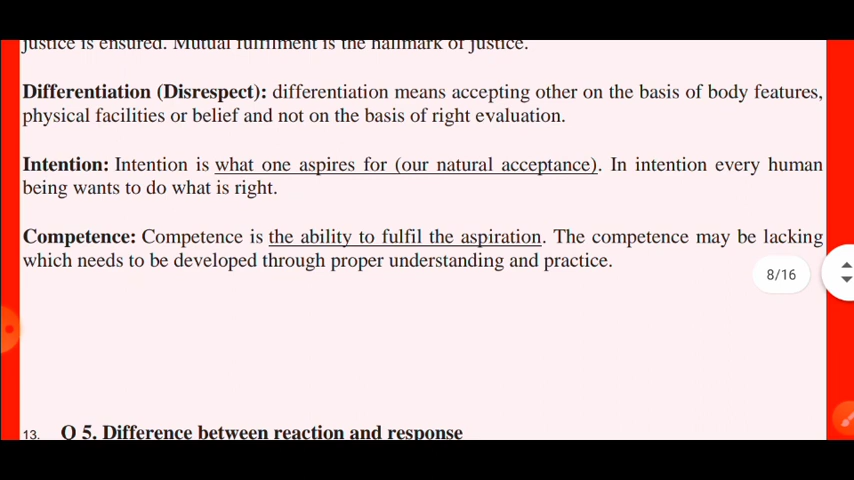 justice is ensured. Mutual fulfilment is the hallmark of justice.
Differentiation (Disrespect): differentiation means accepting other on the basis of body features,
physical facilities or belief and not on the basis of right evaluation.
Intention: Intention is what one aspires for (our natural acceptance). In intention every human
being wants to do what is right.
Competence: Competence is the ability to fulfil the aspiration. The competence may be lacking
which needs to be developed through proper understanding and practice.
8/16
13. Q 5. Difference between reaction and response